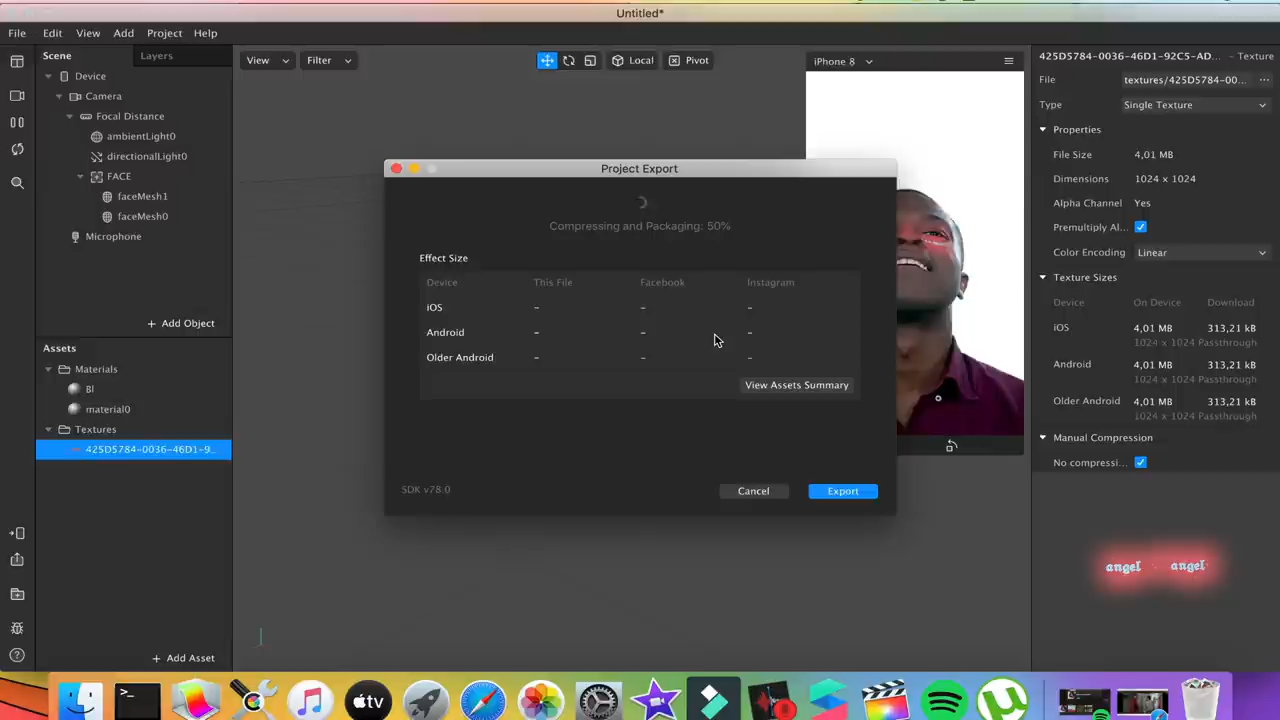 Untitled*
File Edit View Add Project Help
Scene Layers
Device
Camera
Focal Distance
ambientLight0
directionalLight0
FACE
faceMesh1
faceMesh0
Microphone
+ Add Object
Assets
Materials
Bl
material0
Textures
425D5784-0036-46D1-9...
+ Add Asset
View Filter Local Pivot
iPhone 8
Project Export
Compressing and Packaging: 50%
Effect Size
Device This File Facebook Instagram
iOS - - -
Android - - -
Older Android - - -
View Assets Summary
SDK v78.0
Cancel Export
425D5784-0036-46D1-92C5-AD... - Texture
File textures/425D5784-00... ...
Type Single Texture
Properties
File Size 4,01 MB
Dimensions 1024 x 1024
Alpha Channel Yes
Premultiply Al...
Color Encoding Linear
Texture Sizes
Device On Device Download
iOS 4,01 MB 313,21 kB
1024 x 1024 Passthrough
Android 4,01 MB 313,21 kB
1024 x 1024 Passthrough
Older Android 4,01 MB 313,21 kB
1024 x 1024 Passthrough
Manual Compression
No compressi...
angel angel
tv